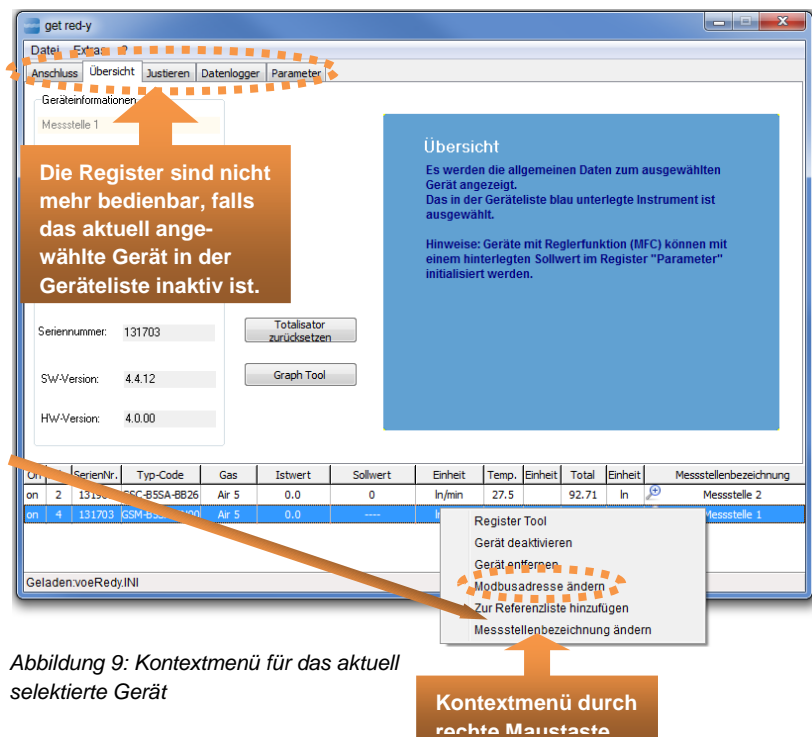 get red-y
Datei Extras ?
Anschluss Übersicht Justieren Datenlogger Parameter
Geräteinformationen
Messstelle 1
Die Register sind nicht
mehr bedienbar, falls
das aktuell ange-
wählte Gerät in der
Geräteliste inaktiv ist.
Übersicht
Es werden die allgemeinen Daten zum ausgewählten
Gerät angezeigt.
Das in der Geräteliste blau unterlegte Instrument ist
ausgewählt.
Hinweise: Geräte mit Reglerfunktion (MFC) können mit
einem hinterlegten Sollwert im Register "Parameter"
initialisiert werden.
Seriennummer: 131703
Totalisator
zurücksetzen
SW-Version: 4.4.12
Graph Tool
HW-Version: 4.0.00
On SerienNr. Typ-Code Gas Istwert Sollwert Einheit Temp. Einheit Total Einheit Messstellenbezeichnung
on 2 Air 5 0.0 0 ln/min 27.5 92.71 ln Messstelle 2
on 4 131703 Air 5 0.0 ---- Messstelle 1
Register Tool
Gerät deaktivieren
Gerät entfernen
Modbusadresse ändern
Zur Referenzliste hinzufügen
Messstellenbezeichnung ändern
Geladen:voeRedy.INI
Abbildung 9: Kontextmenü für das aktuell
selektierte Gerät
Kontextmenü durch
rechte Maustaste